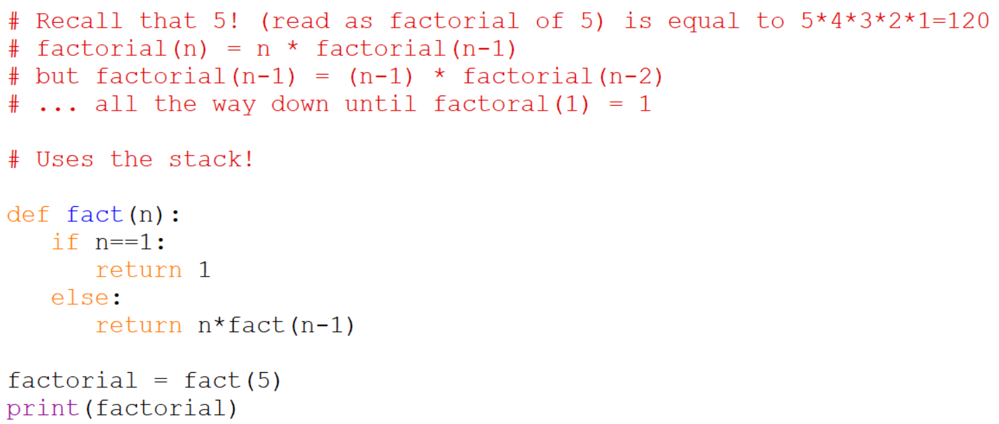 # Recall that 5! (read as factorial of 5) is equal to 5*4*3*2*1=120
# factorial(n) = n * factorial(n-1)
# but factorial(n-1) = (n-1) * factorial(n-2)
# ... all the way down until factoral(1) = 1
# Uses the stack!
def fact(n):
   if n==1:
      return 1
   else:
      return n*fact(n-1)
factorial = fact(5)
print(factorial)